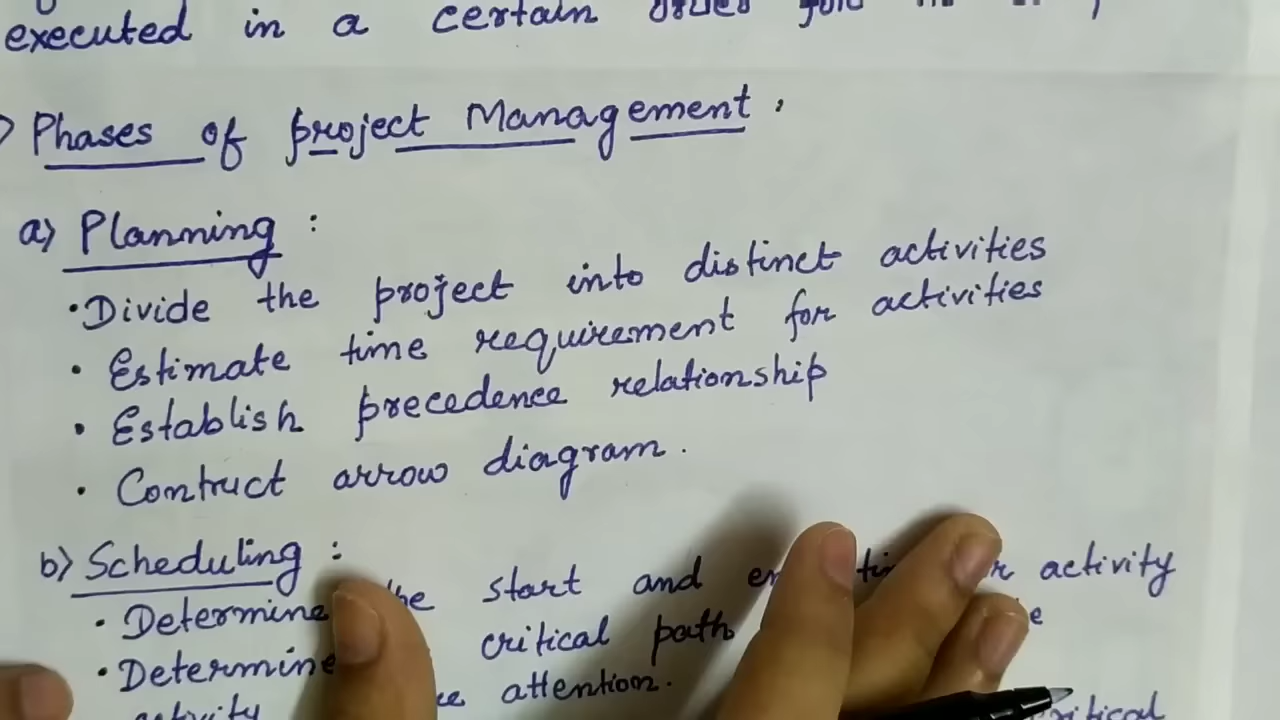 executed in a certain
Phases of project Management.
a) Planning :
• Divide the project into distinct activities
• Estimate time requirement for activities
• Establish precedence relationship
• Contruct arrow diagram.
b) Scheduling :
• Determine start and activity
• Determine critical path
activity attention.